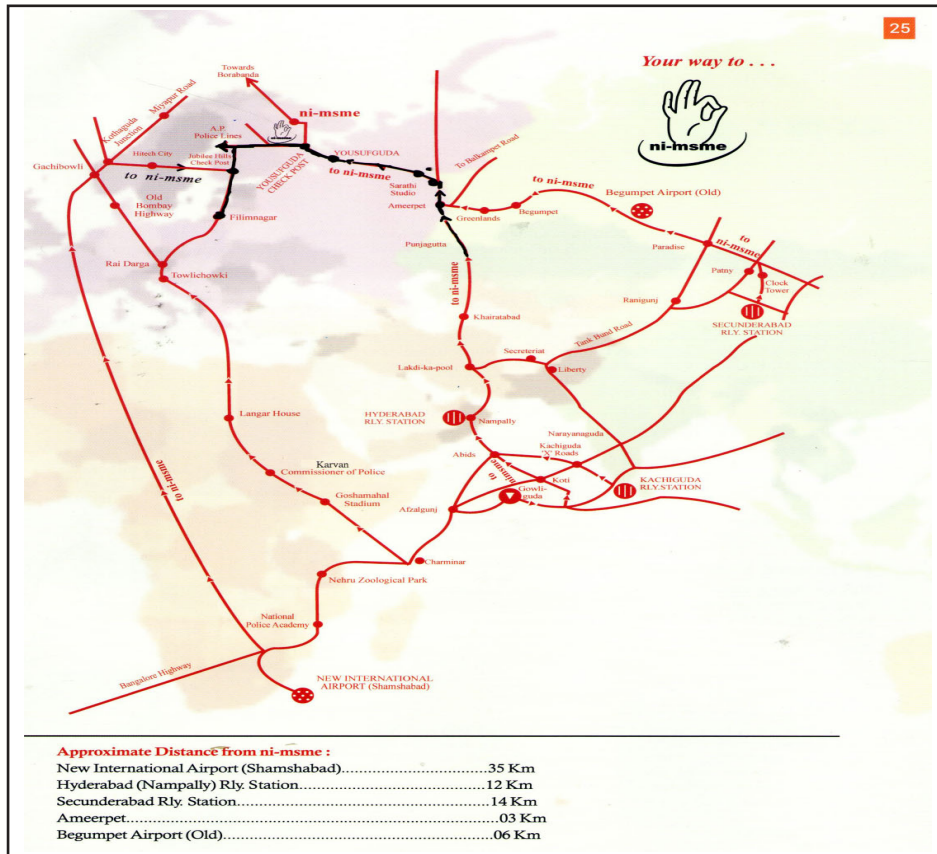 25
Your way to . . .
ni-msme
Towards
Borabanda
ni-msme
Miyapur Road
Kothaguda
Junction
A.P.
Police Lines
Hitech City
Jubilee Hills
Check Post
YOUSUFGUDA
CHECK POST
YOUSUFGUDA
to ni-msme
To Balkampet Road
Gachibowli
to ni-msme
Sarathi
Studio
Ameerpet
to ni-msme
Begumpet Airport (Old)
Old
Bombay
Highway
Filimnagar
Greenlands
Begumpet
Punjagutta
Paradise
to
ni-msme
Rai Darga
Towlichowki
to ni-msme
Patny
Clock
Tower
Ranigunj
Khairatabad
SECUNDERABAD
RLY. STATION
Tank Bund Road
Secreteriat
Lakdi-ka-pool
Liberty
Langar House
HYDERABAD
RLY. STATION
Nampally
Narayanaguda
Kachiguda
'X' Roads
Abids
Karvan
Commissioner of Police
to ni-msme
to
nimsme
Koti
KACHIGUDA
RLY.STATION
Gowli-
guda
Goshamahal
Stadium
Afzalgunj
Charminar
Nehru Zoological Park
National
Police Academy
Bangalore Highway
NEW INTERNATIONAL
AIRPORT (Shamshabad)
Approximate Distance from ni-msme :
New International Airport (Shamshabad)..............................35 Km
Hyderabad (Nampally) Rly. Station.................................12 Km
Secunderabad Rly. Station..................................................14 Km
Ameerpet.............................................................................03 Km
Begumpet Airport (Old).......................................................06 Km